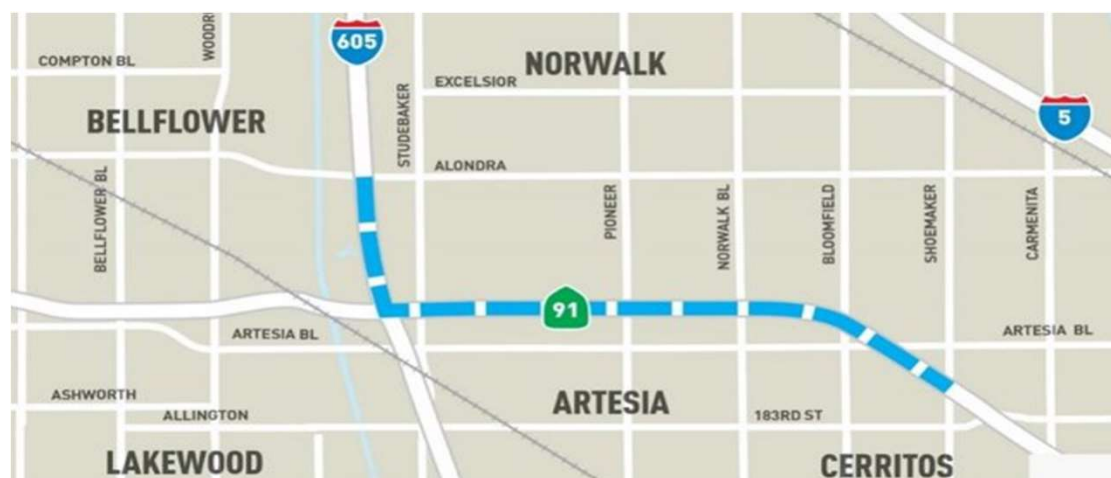 COMPTON BL
WOODR
605
NORWALK
5
EXCELSIOR
BELLFLOWER
STUDEBAKER
ALONDRA
BELLFLOWER BL
PIONEER
NORWALK BL
BLOOMFIELD
SHOEMAKER
CARMENITA
91
ARTESIA BL
ARTESIA BL
ASHWORTH
ARTESIA
ALLINGTON
183RD ST
LAKEWOOD
CERRITOS